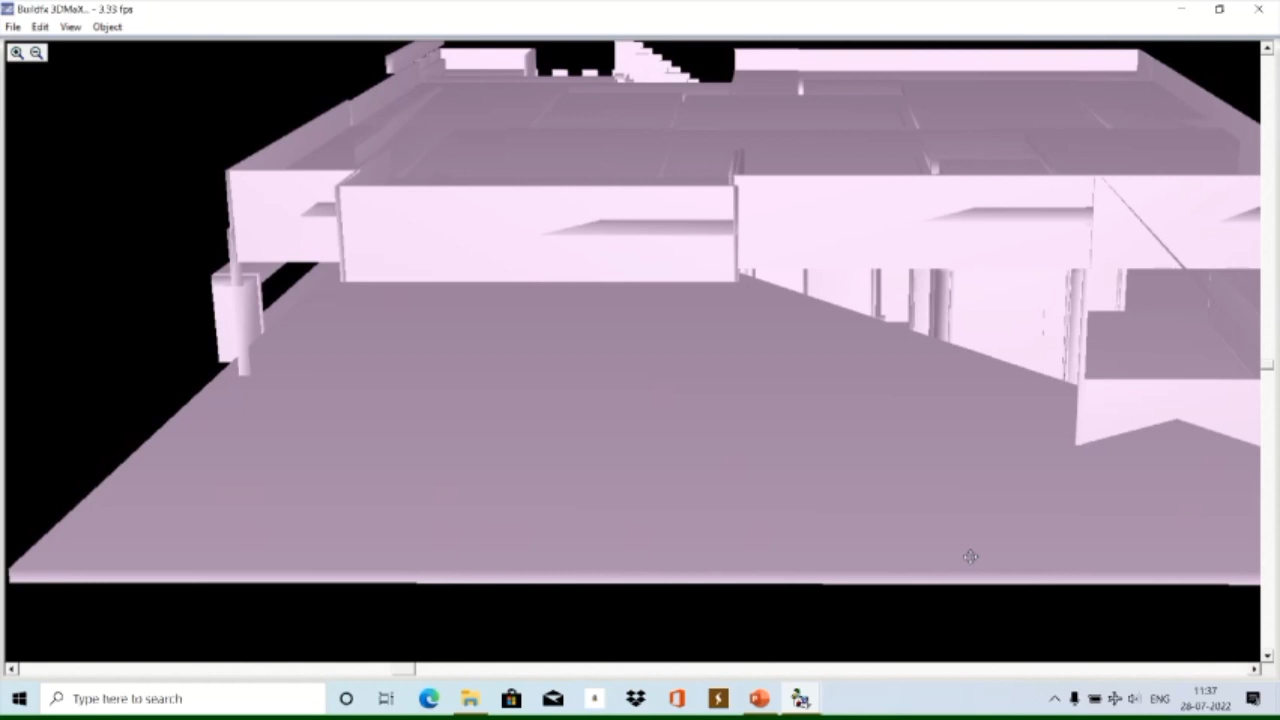 Buildfx 3DMaX.. - 3.33 fps
File Edit View Object
Type here to search
ENG
11:37
28-07-2022